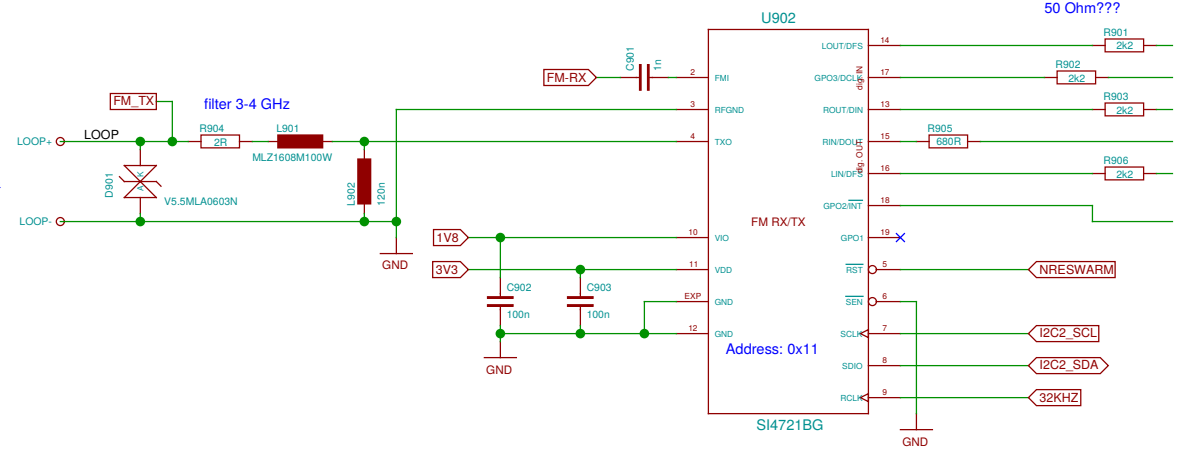 50 Ohm???
U902
14
LOUT/DFS
R901
2k2
FM-RX
C901
1n
2
FMI
17
GPO3/DCLK
dig. IN
R902
2k2
FM_TX
filter 3-4 GHz
3
RFGND
13
ROUT/DIN
R903
2k2
LOOP+
LOOP
R904
2R
L901
MLZ1608M100W
4
TXO
15
RIN/DOUT
dig. OUT
R905
680R
D901
A
K
V5.5MLA0603N
L902
120n
16
LIN/DFS
R906
2k2
LOOP-
18
GPO2/INT
FM RX/TX
GND
1V8
10
VIO
19
GPO1
3V3
11
VDD
5
RST
NRESWARM
C902
100n
C903
100n
EXP
GND
6
SEN
12
GND
7
SCLK
I2C2_SCL
Address: 0x11
GND
8
SDIO
I2C2_SDA
9
RCLK
32KHZ
SI4721BG
GND